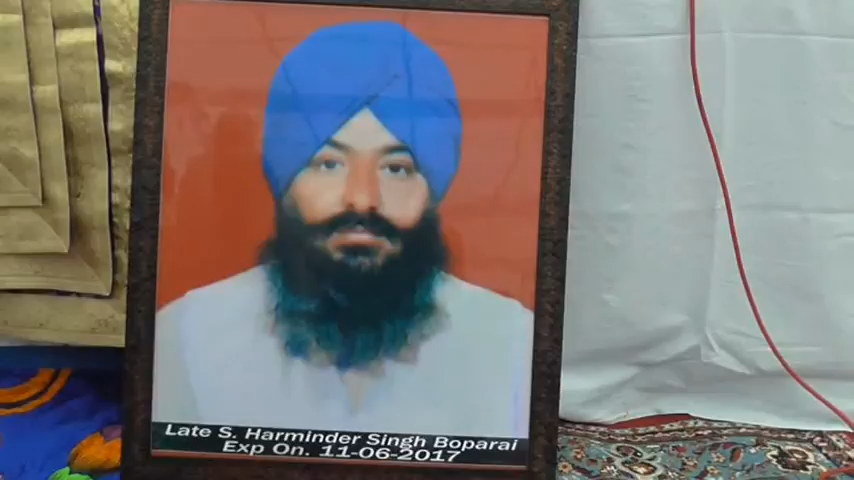 Late S. Harminder Singh Boparai
Exp On. 11-06-2017